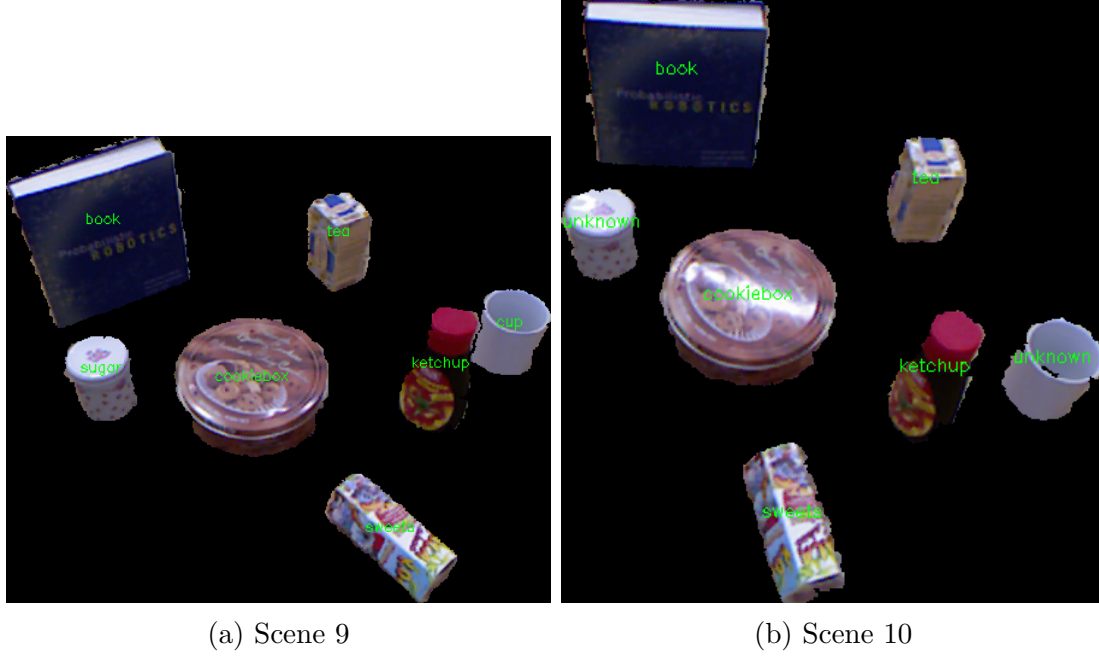 book
Probabilistic
ROBOTICS
tea
cup
sugar
cookiebox
ketchup
sweets
(a) Scene 9
book
Probabilistic
ROBOTICS
tea
unknown
cookiebox
ketchup
unknown
sweets
(b) Scene 10